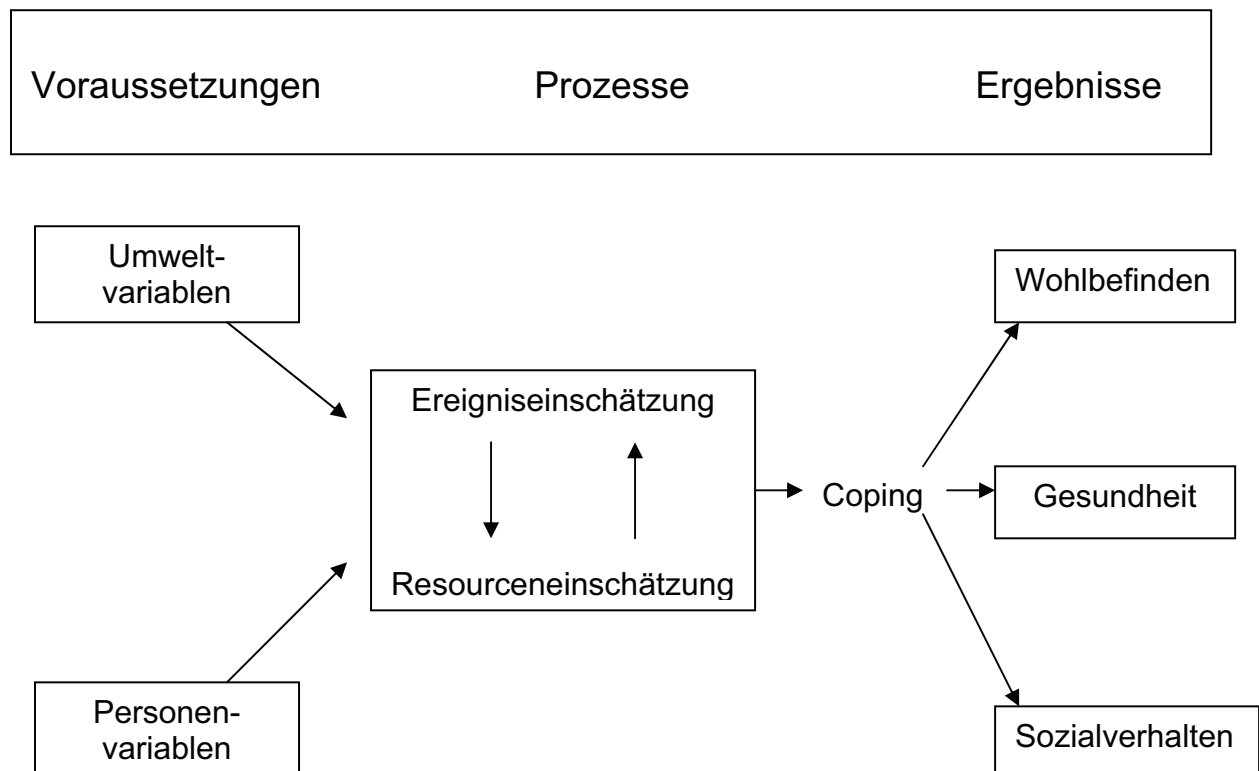 Voraussetzungen Prozesse Ergebnisse
Umwelt-
variablen
Wohlbefinden
Ereigniseinschätzung
Coping
Gesundheit
Resourceneinschätzung
Personen-
variablen
Sozialverhalten